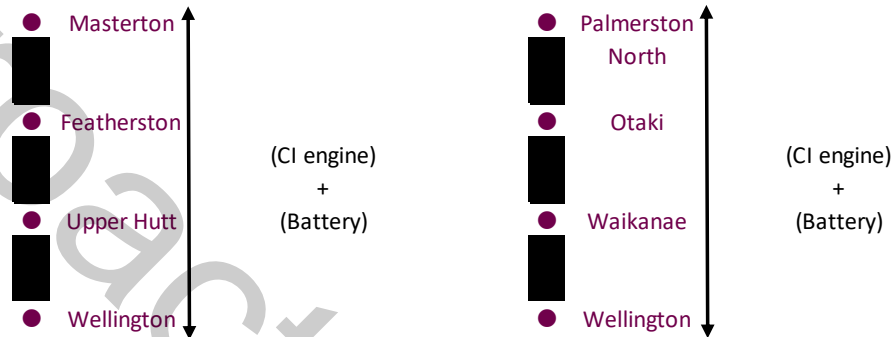 Masterton
Featherston
(CI engine)
+
(Battery)
Upper Hutt
Wellington
Palmerston
North
Otaki
(CI engine)
+
(Battery)
Waikanae
Wellington